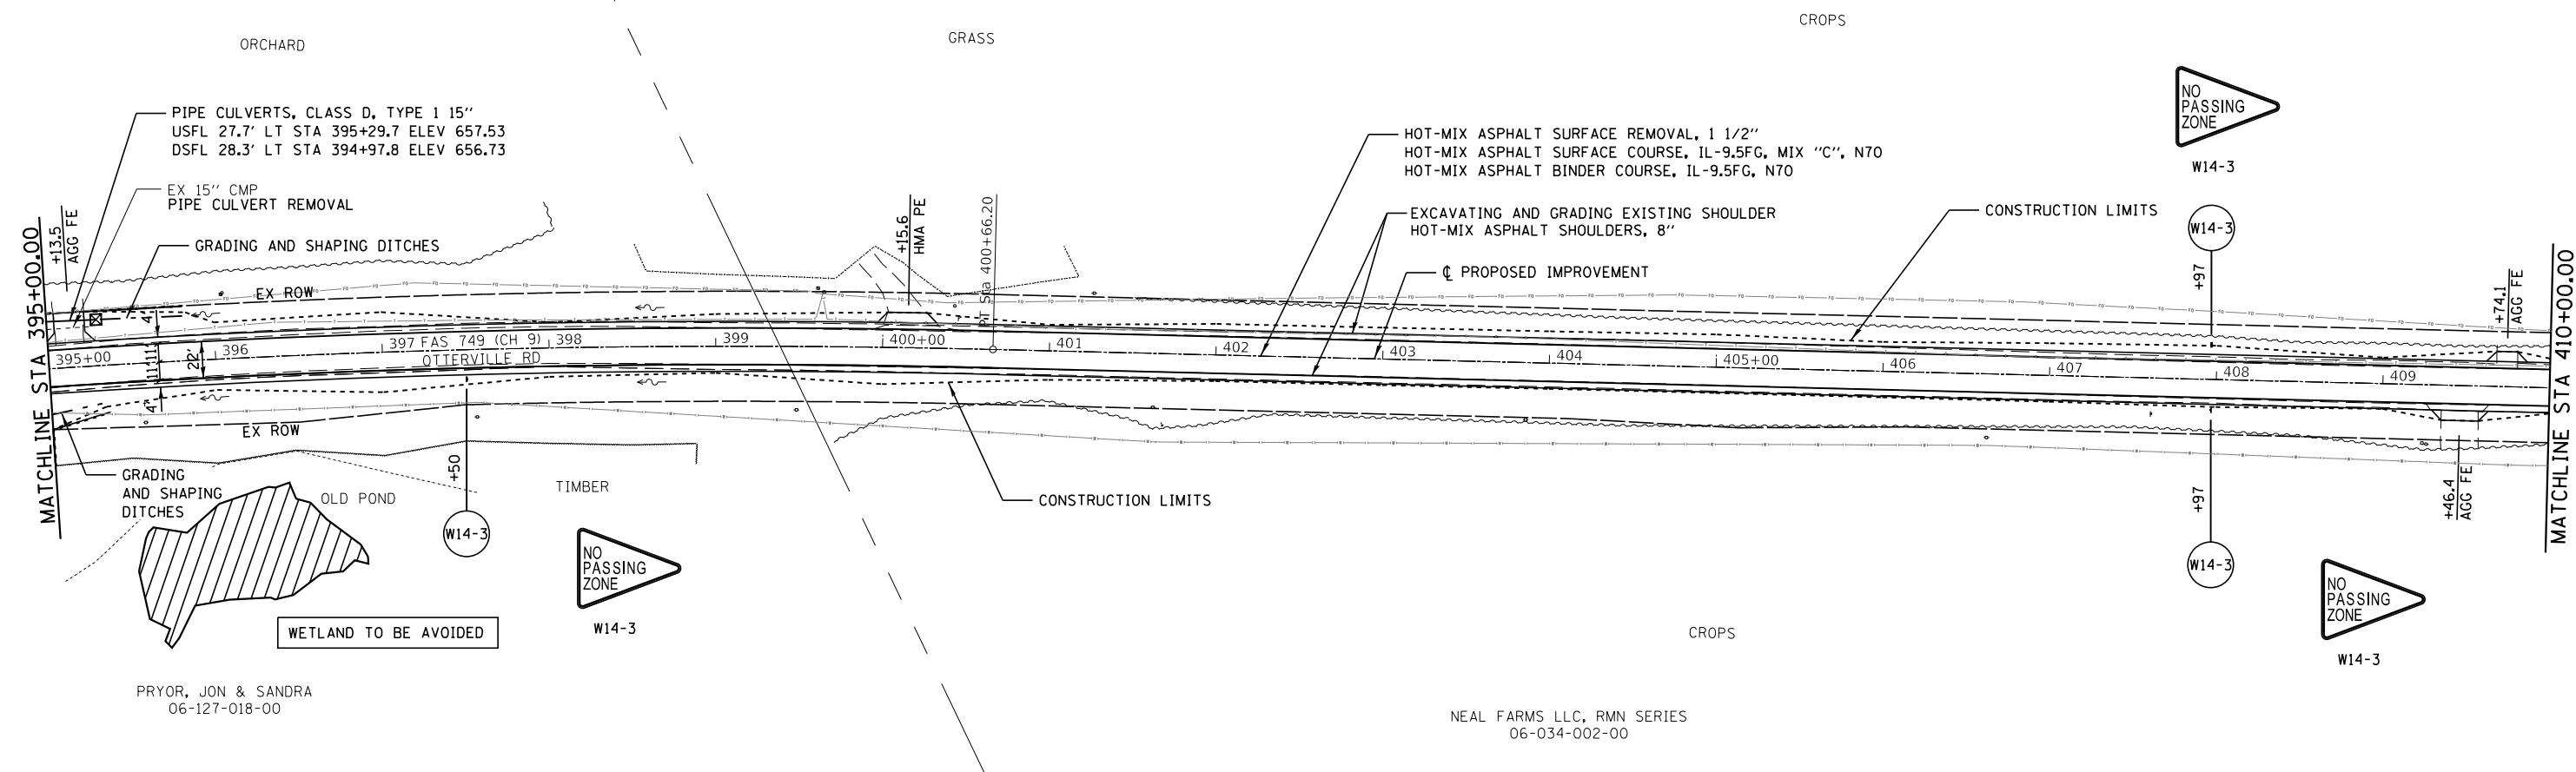 ORCHARD
GRASS
CROPS
PIPE CULVERTS, CLASS D, TYPE 1 15"
USFL 27.7' LT STA 395+29.7 ELEV 657.53
DSFL 28.3' LT STA 394+97.8 ELEV 656.73
EX 15" CMP
PIPE CULVERT REMOVAL
GRADING AND SHAPING DITCHES
HOT-MIX ASPHALT SURFACE REMOVAL, 1 1/2"
HOT-MIX ASPHALT SURFACE COURSE, IL-9.5FG, MIX "C", N70
HOT-MIX ASPHALT BINDER COURSE, IL-9.5FG, N70
EXCAVATING AND GRADING EXISTING SHOULDER
HOT-MIX ASPHALT SHOULDERS, 8"
℄ PROPOSED IMPROVEMENT
CONSTRUCTION LIMITS
NO
PASSING
ZONE
W14-3
W14-3
+97
MATCHLINE STA 395+00.00
+13.5
AGG FE
EX ROW
+15.6
HMA PE
PT Sta 400+66.20
+74.1
AGG FE
MATCHLINE STA 410+00.00
4'
11'
11'
4'
22'
395+00
396
397
FAS 749 (CH 9)
OTTERVILLE RD
398
399
400+00
401
402
403
404
405+00
406
407
408
409
EX ROW
GRADING
AND SHAPING
DITCHES
OLD POND
+50
W14-3
TIMBER
NO
PASSING
ZONE
W14-3
CONSTRUCTION LIMITS
+97
W14-3
+46.4
AGG FE
NO
PASSING
ZONE
W14-3
WETLAND TO BE AVOIDED
CROPS
PRYOR, JON & SANDRA
06-127-018-00
NEAL FARMS LLC, RMN SERIES
06-034-002-00